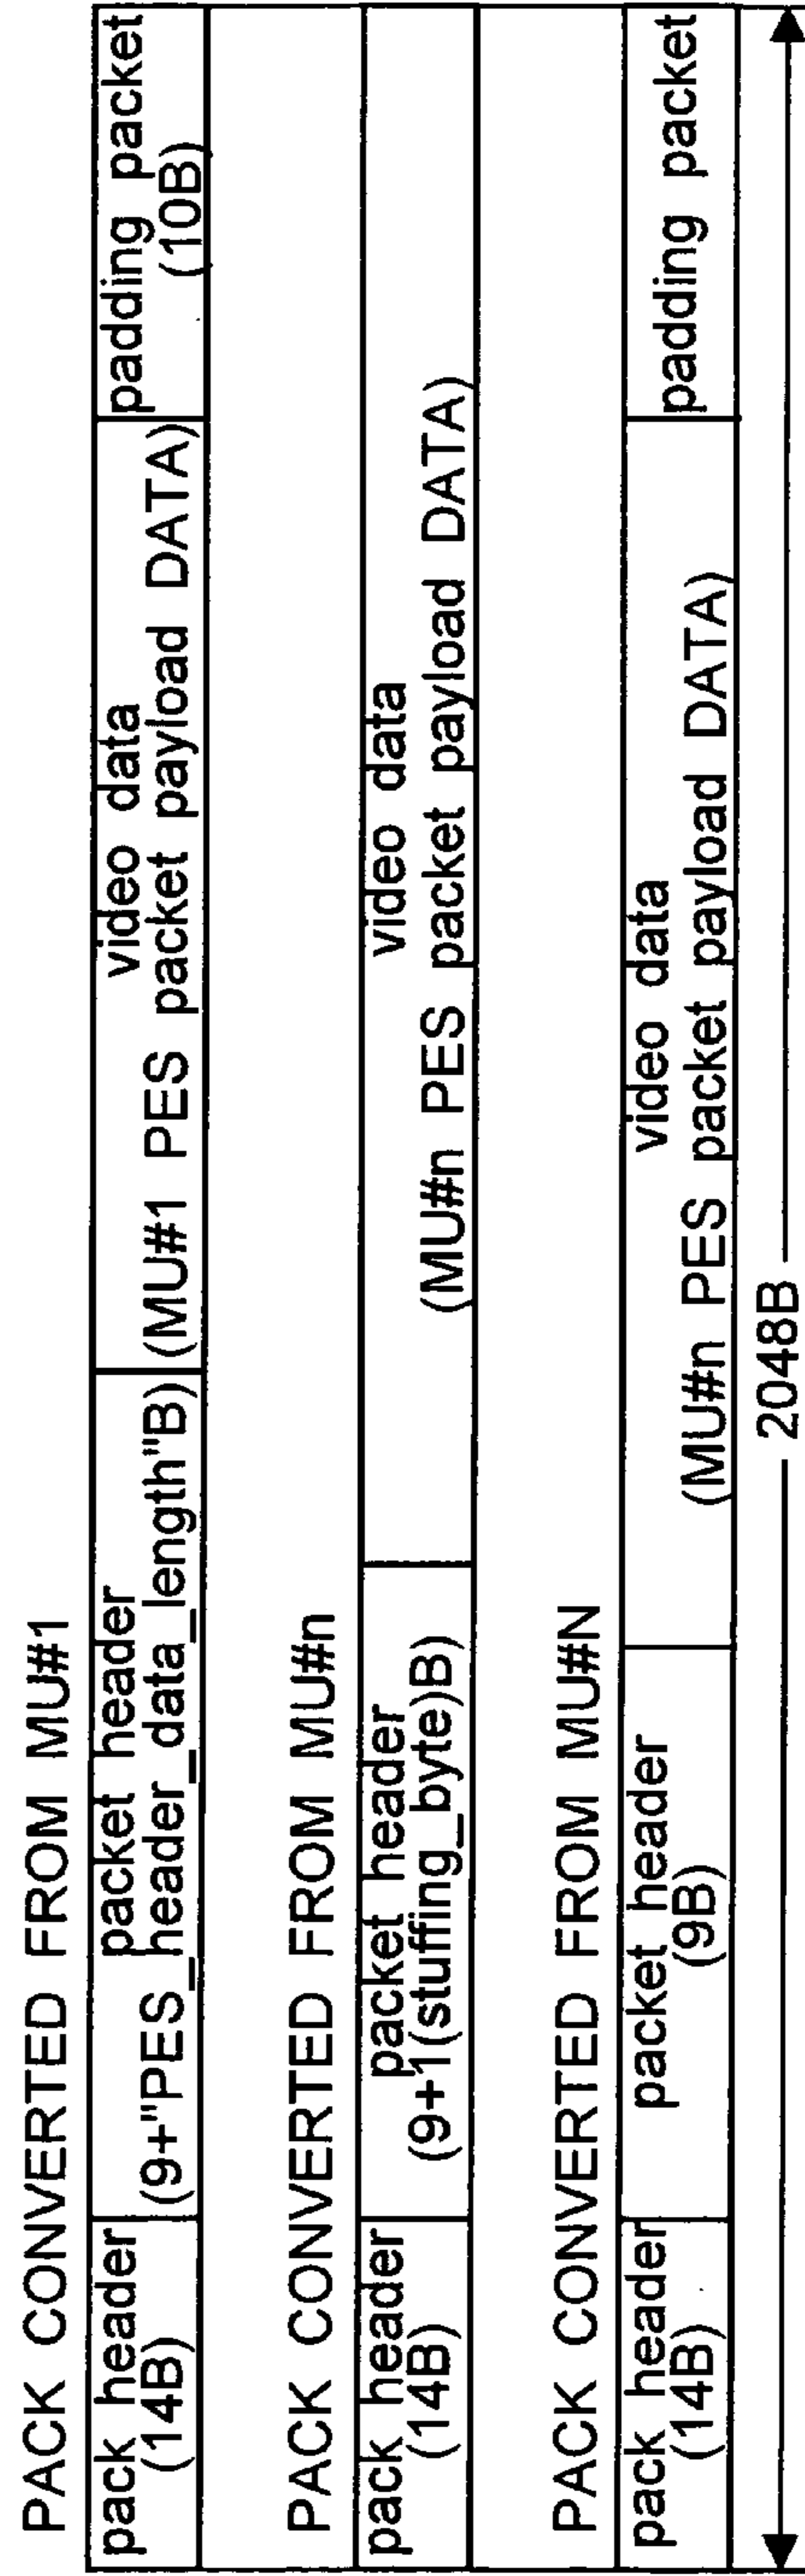 PACK CONVERTED FROM MU#1
pack header
(14B)
packet header
(9+"PES_header_data_length"B)
video data
(MU#1 PES packet payload DATA)
padding packet
(10B)
PACK CONVERTED FROM MU#n
pack header
(14B)
packet header
(9+1(stuffing_byte)B)
video data
(MU#n PES packet payload DATA)
PACK CONVERTED FROM MU#N
pack header
(14B)
packet header
(9B)
video data
(MU#n PES packet payload DATA)
padding packet
2048B